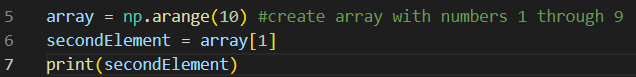 5 array = np.arange(10) #create array with numbers 1 through 9
6 secondElement = array[1]
7 print(secondElement)